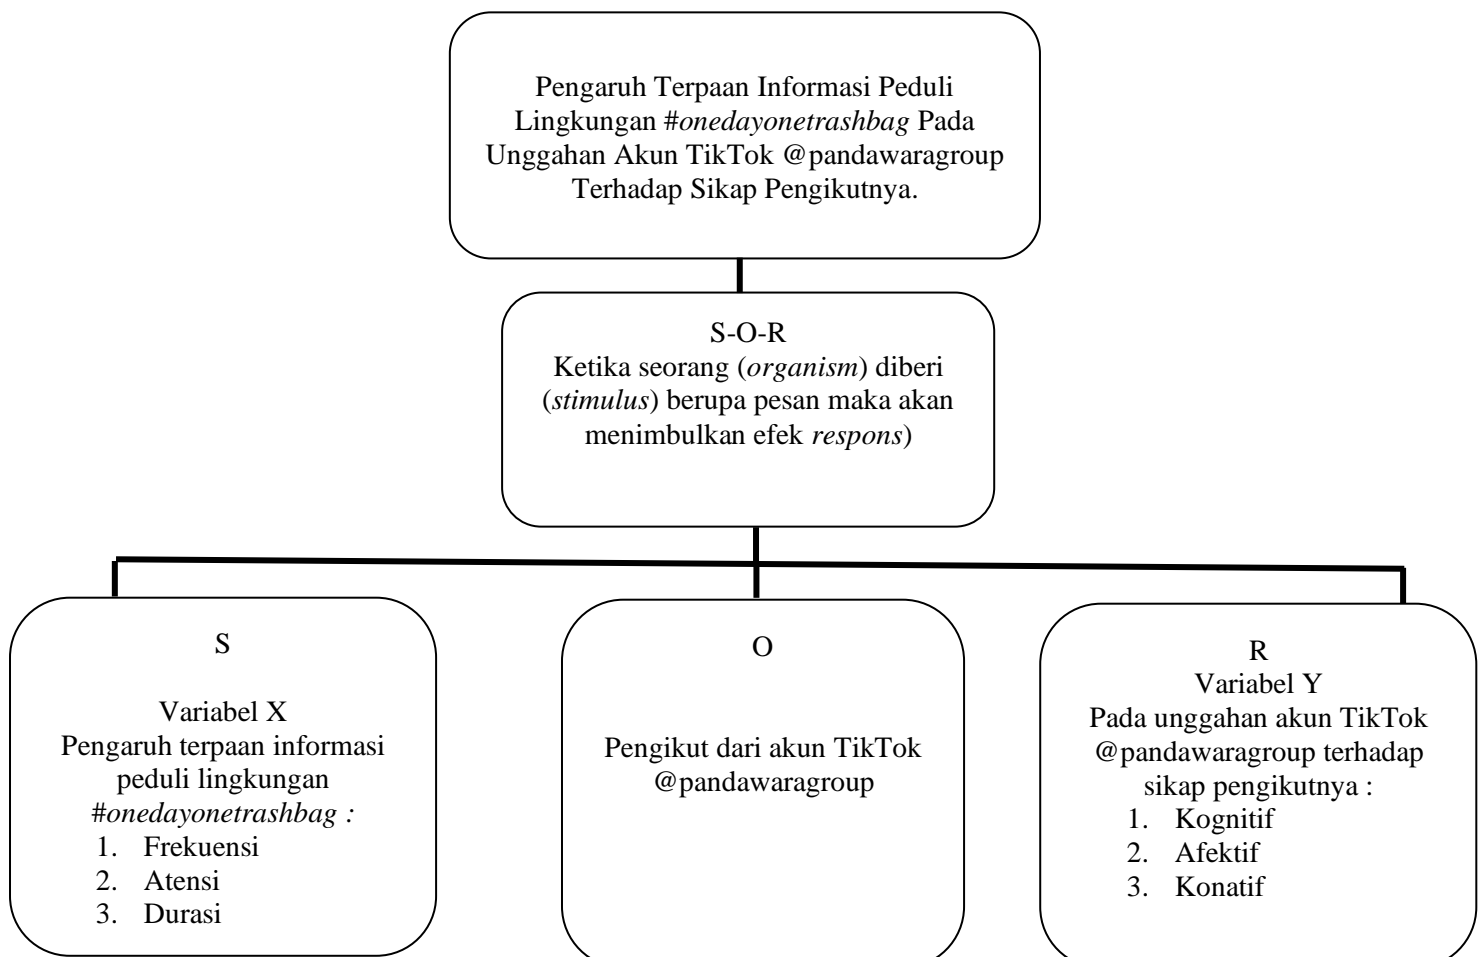 Pengaruh Terpaan Informasi Peduli
Lingkungan #onedayonetrashbag Pada
Unggahan Akun TikTok @pandawaragroup
Terhadap Sikap Pengikutnya.
S-O-R
Ketika seorang (organism) diberi
(stimulus) berupa pesan maka akan
menimbulkan efek respons)
S
Variabel X
Pengaruh terpaan informasi
peduli lingkungan
#onedayonetrashbag :
1. Frekuensi
2. Atensi
3. Durasi
O
Pengikut dari akun TikTok
@pandawaragroup
R
Variabel Y
Pada unggahan akun TikTok
@pandawaragroup terhadap
sikap pengikutnya :
1. Kognitif
2. Afektif
3. Konatif